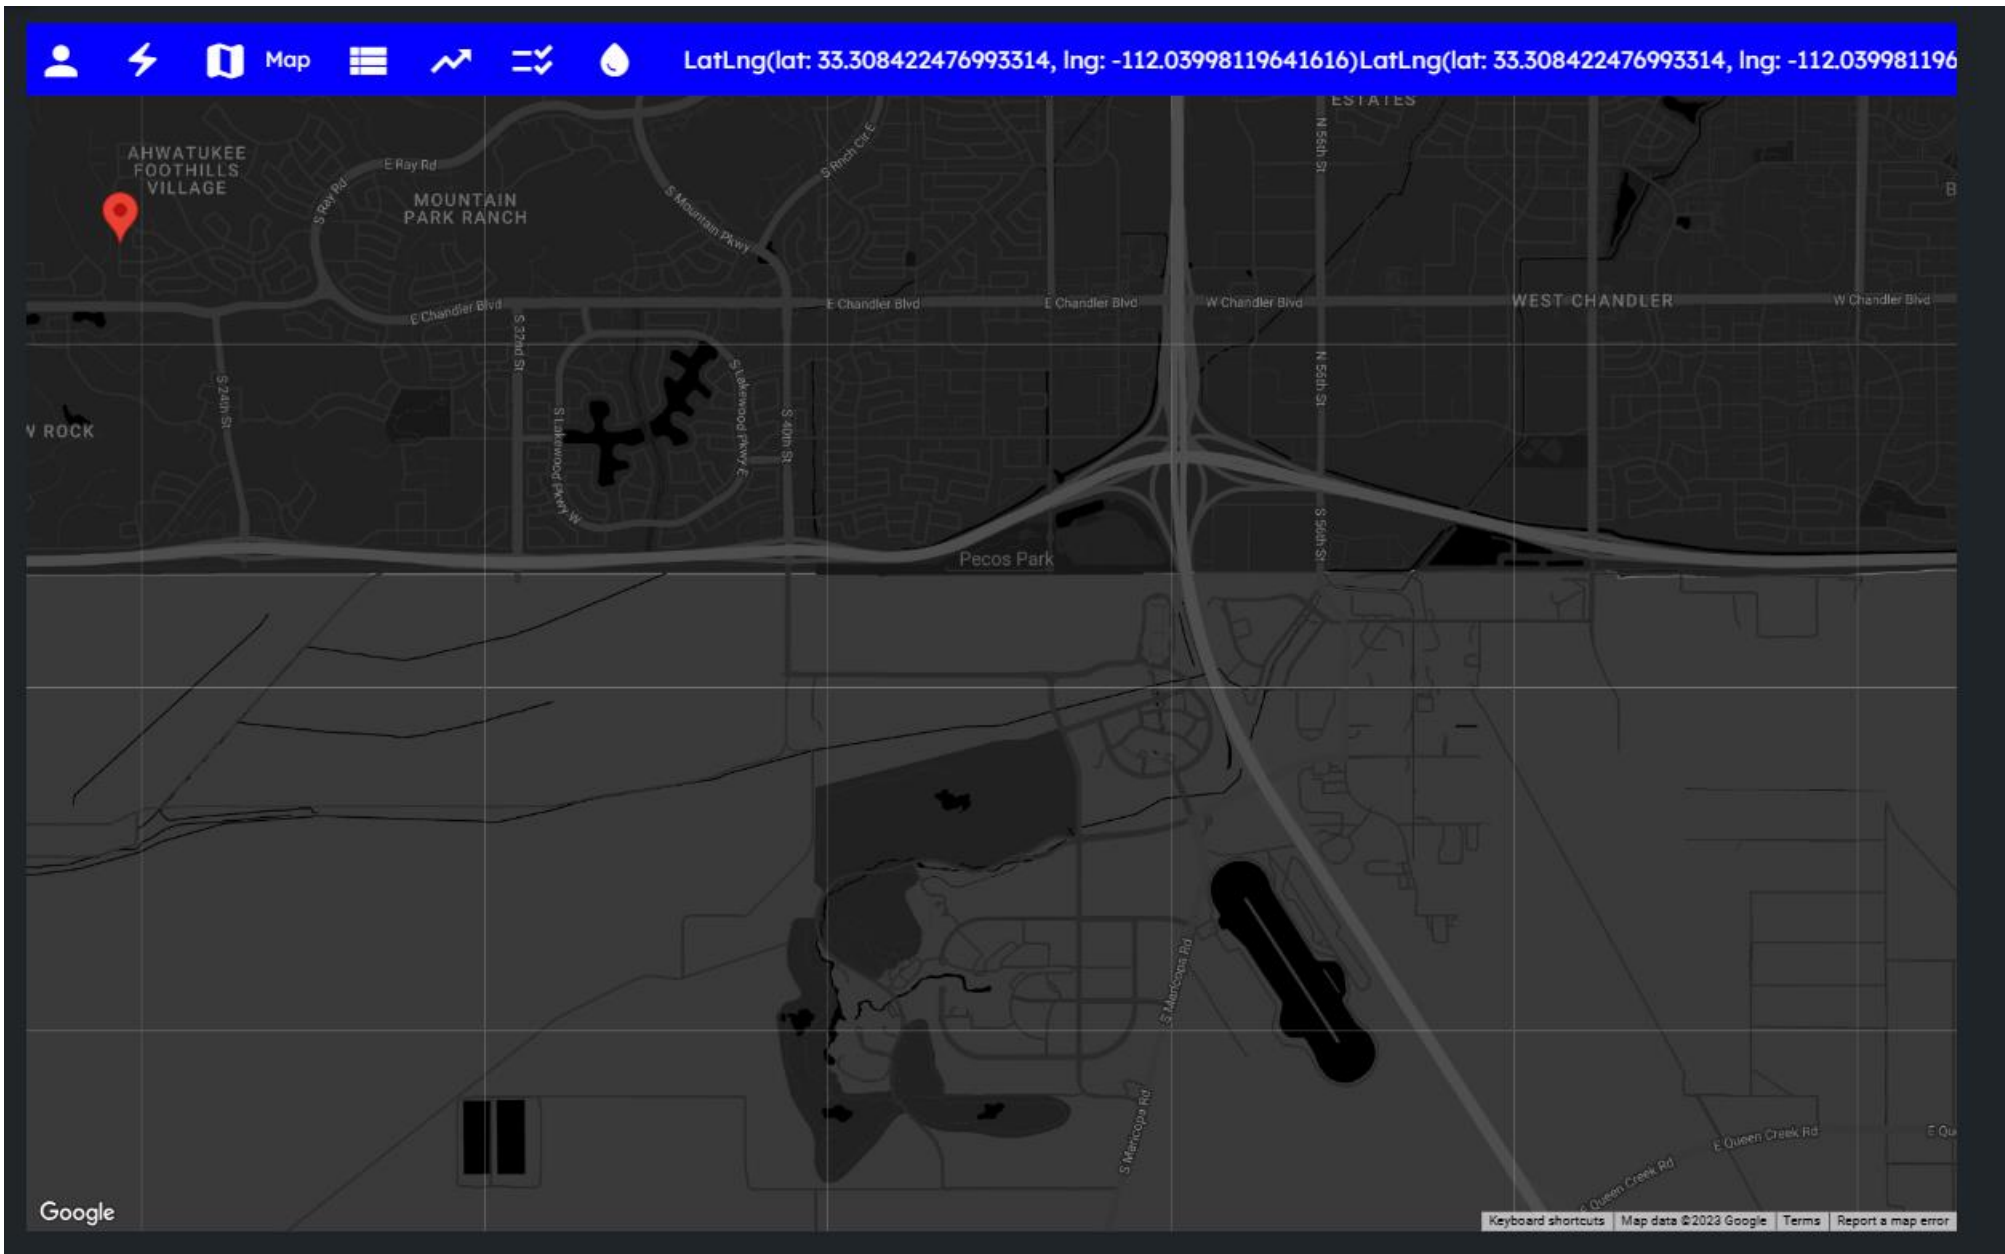 Map
LatLng(lat: 33.308422476993314, lng: -112.03998119641616)LatLng(lat: 33.308422476993314, lng: -112.039981196
ESTATES
AHWATUKEE
FOOTHILLS
VILLAGE
E Ray Rd
S Ray Rd
MOUNTAIN
PARK RANCH
S Mountain Pkwy
S Rnch Cir E
N 56th St
B
E Chandler Blvd
E Chandler Blvd
E Chandler Blvd
W Chandler Blvd
WEST CHANDLER
W Chandler Blvd
S 32nd St
S 24th St
W ROCK
S Lakewood Pkwy W
S Lakewood Pkwy E
S 40th St
N 56th St
S 56th St
Pecos Park
S Maricopa Rd
S Maricopa Rd
E Queen Creek Rd
E Queen Creek Rd
E Qu
Google
Keyboard shortcuts
Map data ©2023 Google
Terms
Report a map error